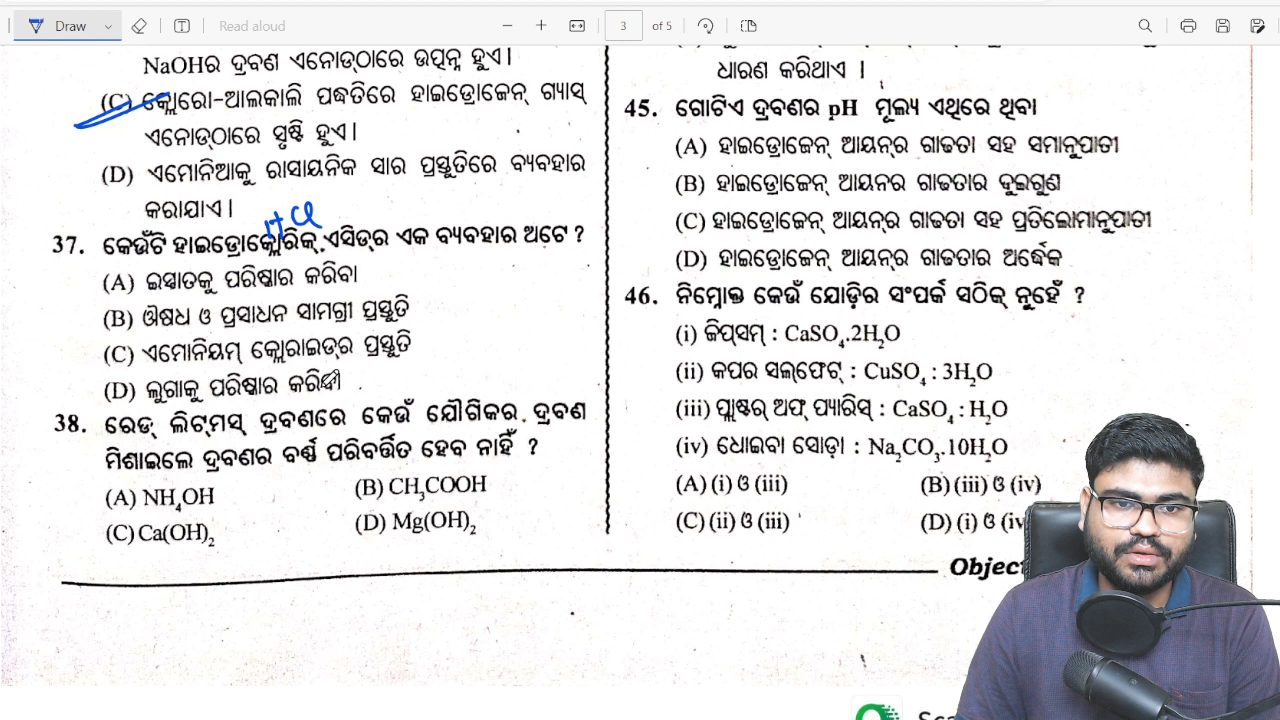 Draw
Read aloud
3
of 5
NaOHର ଦ୍ରବଣ ଏନୋଡ୍‌ଠାରେ ଉତ୍ପନ୍ନ ହୁଏ।
(C) କ୍ଲୋରୋ-ଆଲକାଲି ପଦ୍ଧତିରେ ହାଇଡ୍ରୋଜେନ୍ ଗ୍ୟାସ୍
ଏନୋଡ୍‌ଠାରେ ସୃଷ୍ଟି ହୁଏ।
(D) ଏମୋନିଆକୁ ରାସାୟନିକ ସାର ପ୍ରସ୍ତୁତିରେ ବ୍ୟବହାର
କରାଯାଏ।
HCl
37. କେଉଁଟି ହାଇଡ୍ରୋକ୍ଲୋରିକ୍ ଏସିଡ୍‌ର ଏକ ବ୍ୟବହାର ଅଟେ ?
(A) ଇସ୍ପାତକୁ ପରିଷ୍କାର କରିବା
(B) ଔଷଧ ଓ ପ୍ରସାଧନ ସାମଗ୍ରୀ ପ୍ରସ୍ତୁତି
(C) ଏମୋନିୟମ୍ କ୍ଲୋରାଇଡ୍‌ର ପ୍ରସ୍ତୁତି
(D) ଲୁଗାକୁ ପରିଷ୍କାର
38. ରେଡ୍ ଲିଟ୍‌ମସ୍ ଦ୍ରବଣରେ କେଉଁ ଯୌଗିକର ଦ୍ରବଣ
ମିଶାଇଲେ ଦ୍ରବଣର ବର୍ଣ୍ଣ ପରିବର୍ତ୍ତିତ ହେବ ନାହିଁ ?
(A) NH₄OH (B) CH₃COOH
(C) Ca(OH)₂ (D) Mg(OH)₂
ଧାରଣ କରିଥାଏ ।
45. ଗୋଟିଏ ଦ୍ରବଣର pH ମୂଲ୍ୟ ଏଥିରେ ଥିବା
(A) ହାଇଡ୍ରୋଜେନ୍ ଆୟନ୍‌ର ଗାଢତା ସହ ସମାନୁପାତୀ
(B) ହାଇଡ୍ରୋଜେନ୍ ଆୟନର ଗାଢତାର ଦୁଇଗୁଣ
(C) ହାଇଡ୍ରୋଜେନ୍ ଆୟନ୍‌ର ଗାଢତା ସହ ପ୍ରତିଲୋମାନୁପାତୀ
(D) ହାଇଡ୍ରୋଜେନ୍ ଆୟନ୍‌ର ଗାଢତାର ଅର୍ଦ୍ଧେକ
46. ନିମ୍ନୋକ୍ତ କେଉଁ ଯୋଡ଼ିର ସଂପର୍କ ସଠିକ୍ ନୁହେଁ ?
(i) ଜିପ୍‌ସମ୍ : CaSO₄.2H₂O
(ii) କପର ସଲ୍‌ଫେଟ୍ : CuSO₄ : 3H₂O
(iii) ପ୍ଲାଷ୍ଟର୍ ଅଫ୍ ପ୍ୟାରିସ୍ : CaSO₄ : H₂O
(iv) ଧୋଇବା ସୋଡ଼ା : Na₂CO₃.10H₂O
(A) (i) ଓ (iii) (B) (iii) ଓ (iv)
(C) (ii) ଓ (iii) (D) (i) ଓ (iv
Object